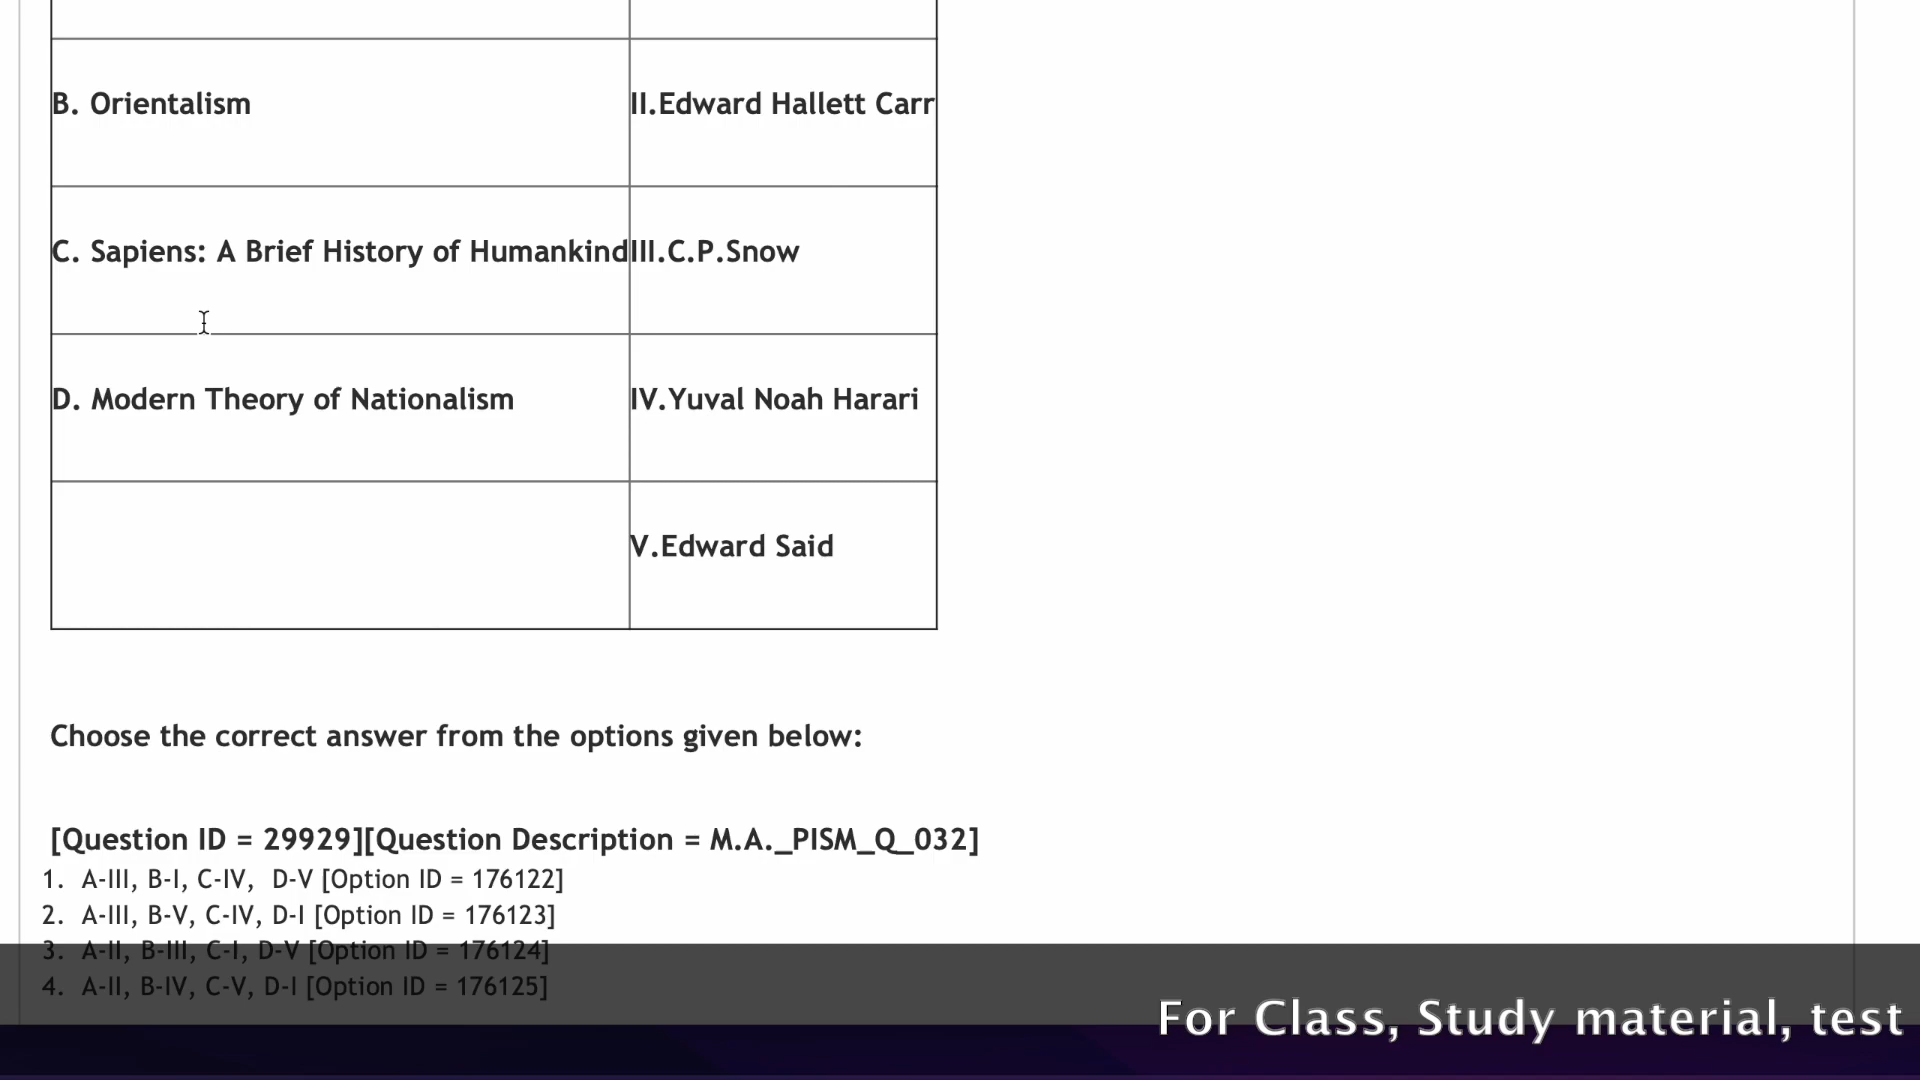 B. Orientalism
II.Edward Hallett Carr
C. Sapiens: A Brief History of Humankind
III.C.P.Snow
D. Modern Theory of Nationalism
IV.Yuval Noah Harari
V.Edward Said
Choose the correct answer from the options given below:
[Question ID = 29929][Question Description = M.A._PISM_Q_032]
1. A-III, B-I, C-IV, D-V [Option ID = 176122]
2. A-III, B-V, C-IV, D-I [Option ID = 176123]
3. A-II, B-III, C-I, D-V [Option ID = 176124]
4. A-II, B-IV, C-V, D-I [Option ID = 176125]
For Class, Study material, test